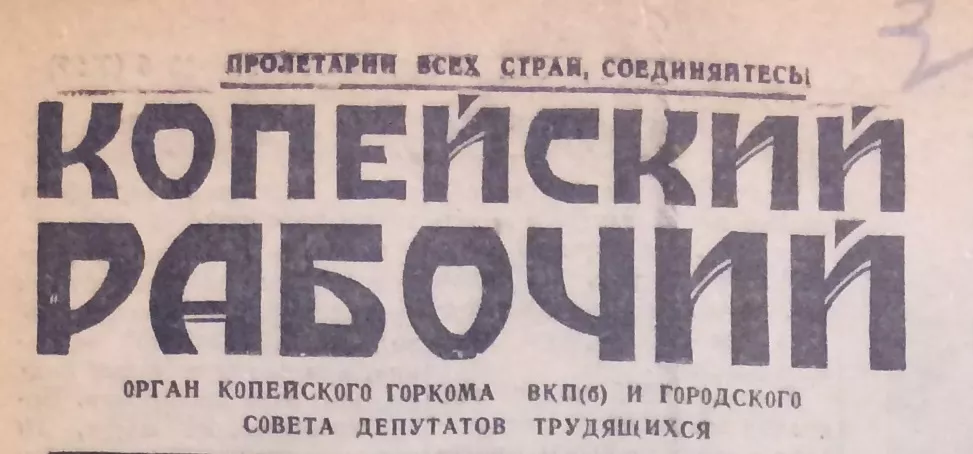 ПРОЛЕТАРИИ ВСЕХ СТРАН, СОЕДИНЯЙТЕСЬ!
КОПЕЙСКИЙ
РАБОЧИЙ
ОРГАН КОПЕЙСКОГО ГОРКОМА ВКП(б) И ГОРОДСКОГО
СОВЕТА ДЕПУТАТОВ ТРУДЯЩИХСЯ